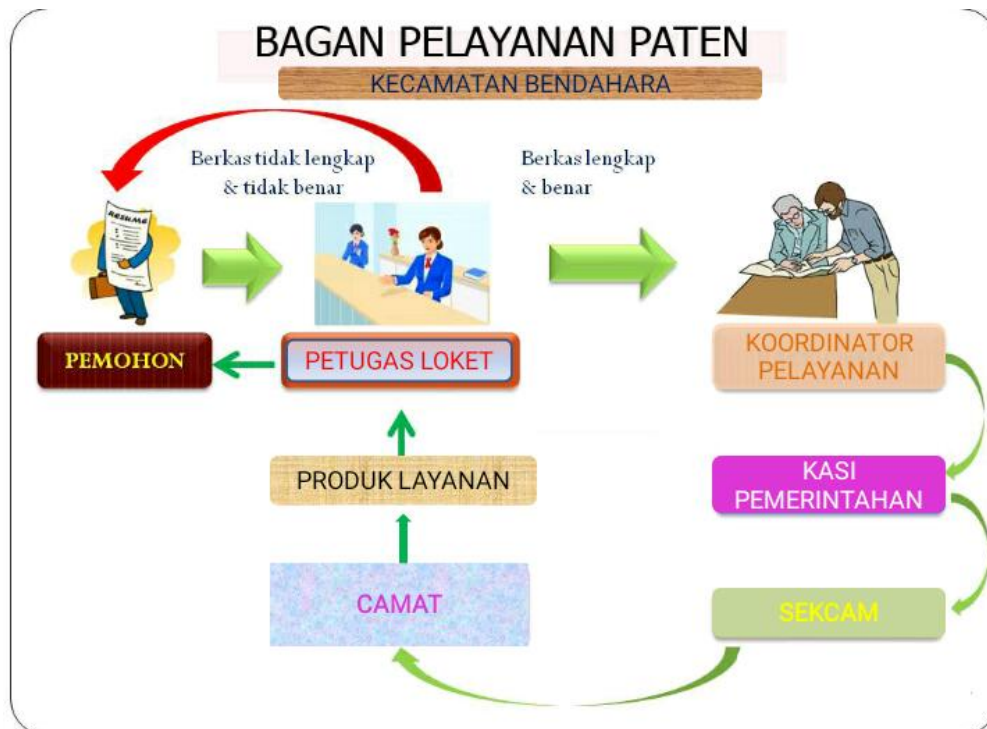 BAGAN PELAYANAN PATEN
KECAMATAN BENDAHARA
Berkas tidak lengkap
& tidak benar
Berkas lengkap
& benar
RESUME
PEMOHON
PETUGAS LOKET
KOORDINATOR
PELAYANAN
PRODUK LAYANAN
KASI
PEMERINTAHAN
CAMAT
SEKCAM